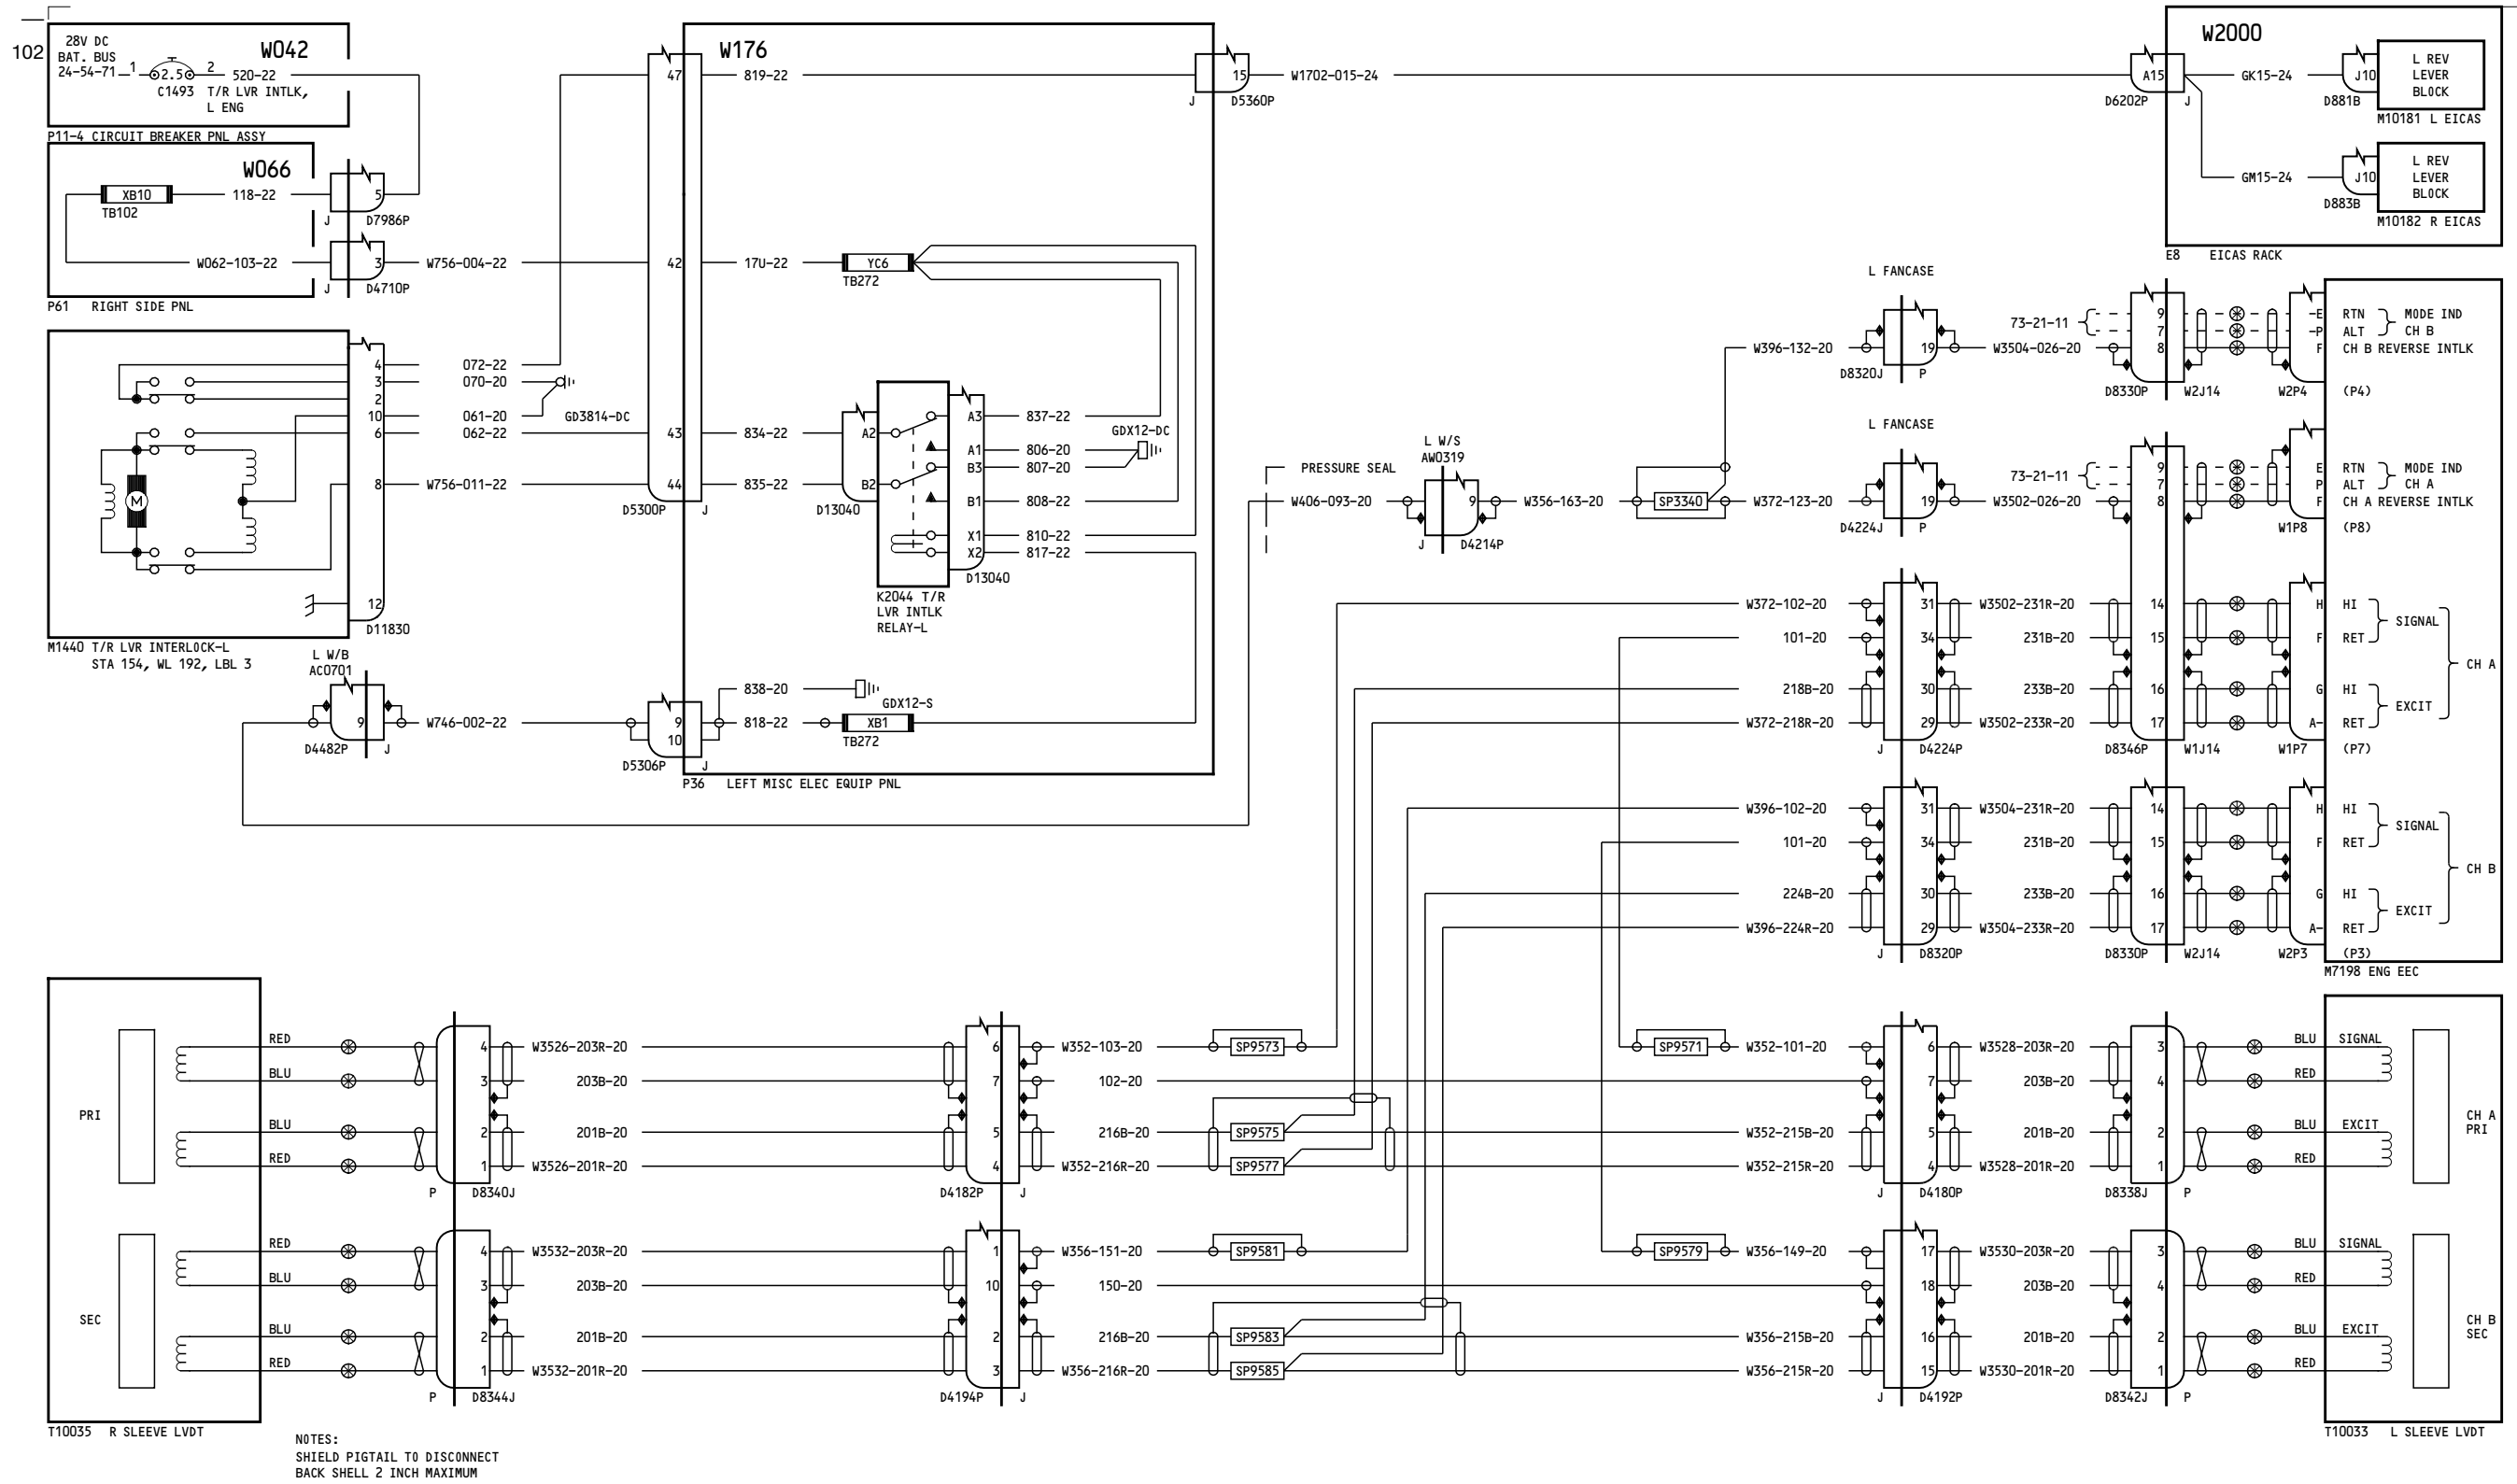 102
28V DC
BAT. BUS
24-54-71
1
2.5
2
C1493
W042
520-22
T/R LVR INTLK,
L ENG
P11-4 CIRCUIT BREAKER PNL ASSY
W066
XB10
TB102
118-22
5
J
D7986P
W062-103-22
3
J
D4710P
P61 RIGHT SIDE PNL
W756-004-22
M
4
3
2
10
6
8
12
D11830
M1440 T/R LVR INTERLOCK-L
STA 154, WL 192, LBL 3
072-22
070-20
061-20
GD3814-DC
062-22
W756-011-22
L W/B
AC0701
9
D4482P
J
W746-002-22
W176
47
819-22
42
17U-22
YC6
TB272
43
834-22
44
835-22
D5300P
J
A2
B2
D13040
A3
A1
B3
B1
X1
X2
D13040
K2044 T/R
LVR INTLK
RELAY-L
837-22
806-20
807-20
GDX12-DC
808-22
810-22
817-22
838-20
GDX12-S
9
818-22
XB1
TB272
10
D5306P
J
P36 LEFT MISC ELEC EQUIP PNL
15
J
D5360P
W1702-015-24
A15
D6202P
J
W2000
GK15-24
J10
D881B
L REV
LEVER
BLOCK
M10181 L EICAS
GM15-24
J10
D883B
L REV
LEVER
BLOCK
M10182 R EICAS
E8 EICAS RACK
PRESSURE SEAL
W406-093-20
L W/S
AW0319
9
J
D4214P
W356-163-20
SP3340
L FANCASE
W396-132-20
19
D8320J
P
73-21-11
W3504-026-20
9
7
8
D8330P
W2J14
-E
-P
F
W2P4
RTN
ALT
MODE IND
CH B
CH B REVERSE INTLK
(P4)
L FANCASE
W372-123-20
19
D4224J
P
73-21-11
W3502-026-20
9
7
8
E
P
F
W1P8
RTN
ALT
MODE IND
CH A
CH A REVERSE INTLK
(P8)
W372-102-20
31
W3502-231R-20
14
H
HI
101-20
34
231B-20
15
F
RET
SIGNAL
218B-20
30
233B-20
16
G
HI
W372-218R-20
29
W3502-233R-20
17
A-
RET
EXCIT
CH A
J
D4224P
D8346P
W1J14
W1P7
(P7)
W396-102-20
31
W3504-231R-20
14
H
HI
101-20
34
231B-20
15
F
RET
SIGNAL
224B-20
30
233B-20
16
G
HI
W396-224R-20
29
W3504-233R-20
17
A-
RET
EXCIT
CH B
J
D8320P
D8330P
W2J14
W2P3
(P3)
M7198 ENG EEC
PRI
RED
4
W3526-203R-20
6
W352-103-20
SP9573
BLU
3
203B-20
7
102-20
BLU
2
201B-20
5
216B-20
SP9575
RED
1
W3526-201R-20
4
W352-216R-20
SP9577
P
D8340J
D4182P
J
SP9571
W352-101-20
6
W3528-203R-20
3
BLU
SIGNAL
7
203B-20
4
RED
W352-215B-20
5
201B-20
2
BLU
EXCIT
W352-215R-20
4
W3528-201R-20
1
RED
J
D4180P
D8338J
P
CH A
PRI
SEC
RED
4
W3532-203R-20
1
W356-151-20
SP9581
BLU
3
203B-20
10
150-20
BLU
2
201B-20
2
216B-20
SP9583
RED
1
W3532-201R-20
3
W356-216R-20
SP9585
P
D8344J
D4194P
J
SP9579
W356-149-20
17
W3530-203R-20
3
BLU
SIGNAL
18
203B-20
4
RED
W356-215B-20
16
201B-20
2
BLU
EXCIT
W356-215R-20
15
W3530-201R-20
1
RED
J
D4192P
D8342J
P
CH B
SEC
T10035 R SLEEVE LVDT
T10033 L SLEEVE LVDT
NOTES:
SHIELD PIGTAIL TO DISCONNECT
BACK SHELL 2 INCH MAXIMUM